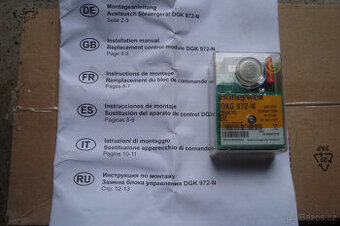 DE
Montageanleitung
Austausch Steuergerät DGK 972-N
Seite 2-3
GB
Installation manual
Replacement control module DGK 972-N
Page 4-5
FR
Instructions de montage
Remplacement du bloc de commande
Pages 6-7
ES
Instrucciones de montaje
Sustitución del aparato de control DGK
Páginas 8-9
IT
Istruzioni di montaggio
Sostituzione apparecchio di comando
Pagine 10-11
RU
Инструкция по монтажу
Замена блока управления DGK 972-N
Стр. 12-13
Honeywell
DKG 972-N